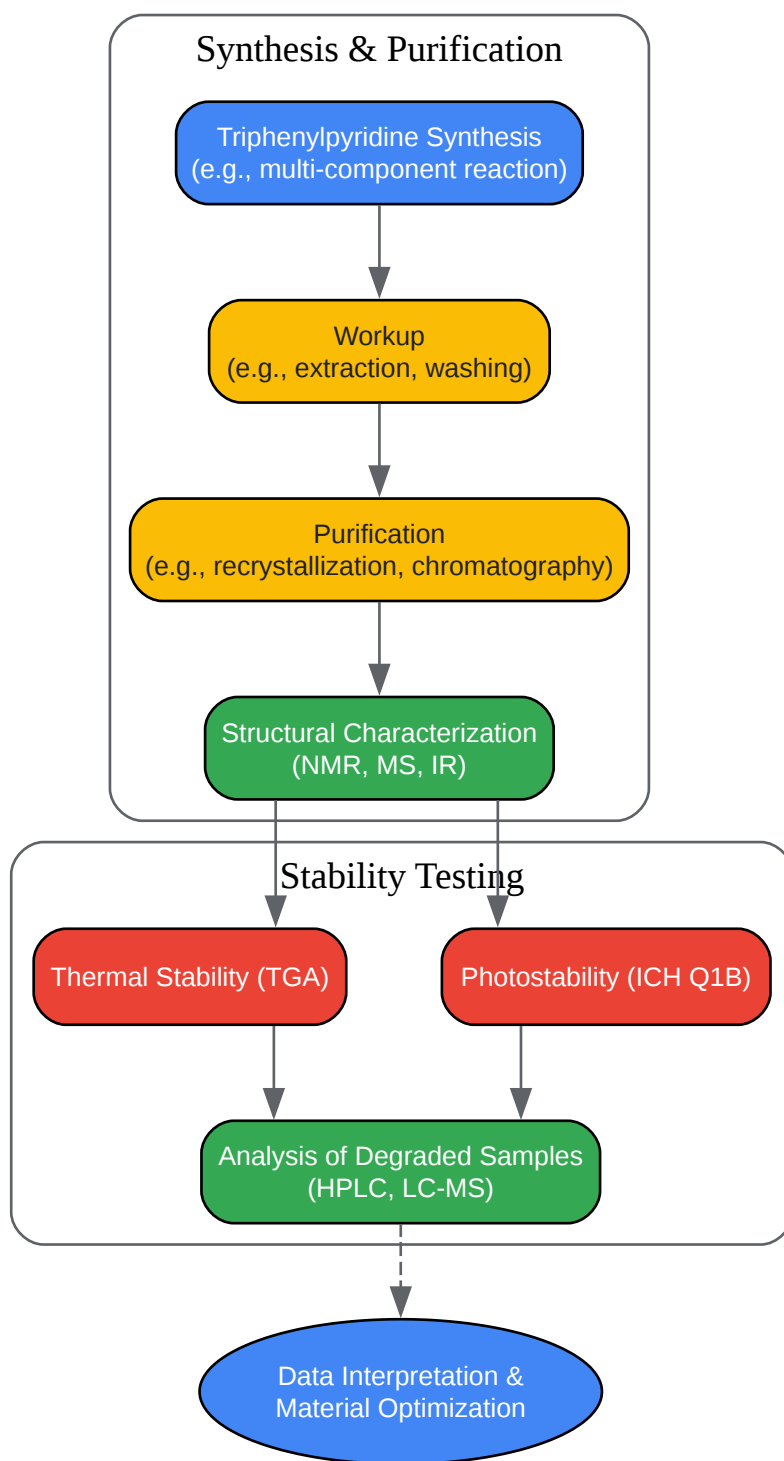 Synthesis & Purification
Triphenylpyridine Synthesis
(e.g., multi-component reaction)
Workup
(e.g., extraction, washing)
Purification
(e.g., recrystallization, chromatography)
Structural Characterization
(NMR, MS, IR)
Stability Testing
Thermal Stability (TGA)
Photostability (ICH Q1B)
Analysis of Degraded Samples
(HPLC, LC-MS)
Data Interpretation &
Material Optimization